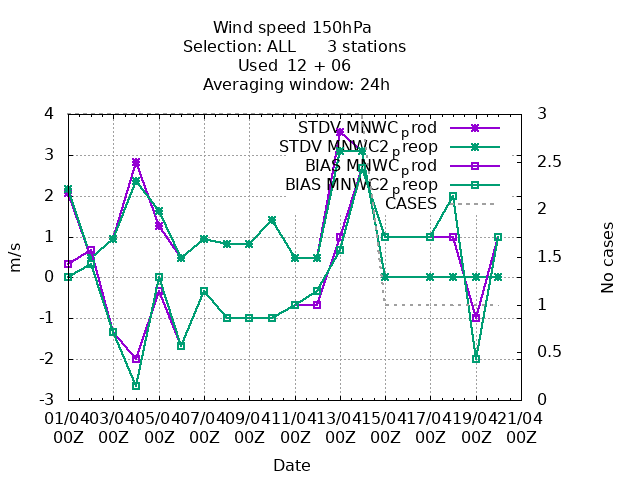 Wind speed 150hPa
Selection: ALL 3 stations
Used 12 + 06
Averaging window: 24h
STDV MNWC_prod
STDV MNWC2_preop
BIAS MNWC_prod
BIAS MNWC2_preop
CASES
4
3
2
1
0
-1
-2
-3
m/s
3
2.5
2
1.5
1
0.5
0
No cases
01/04 03/04 05/04 07/04 09/04 11/04 13/04 15/04 17/04 19/04 21/04
00Z 00Z 00Z 00Z 00Z 00Z 00Z 00Z 00Z 00Z 00Z
Date